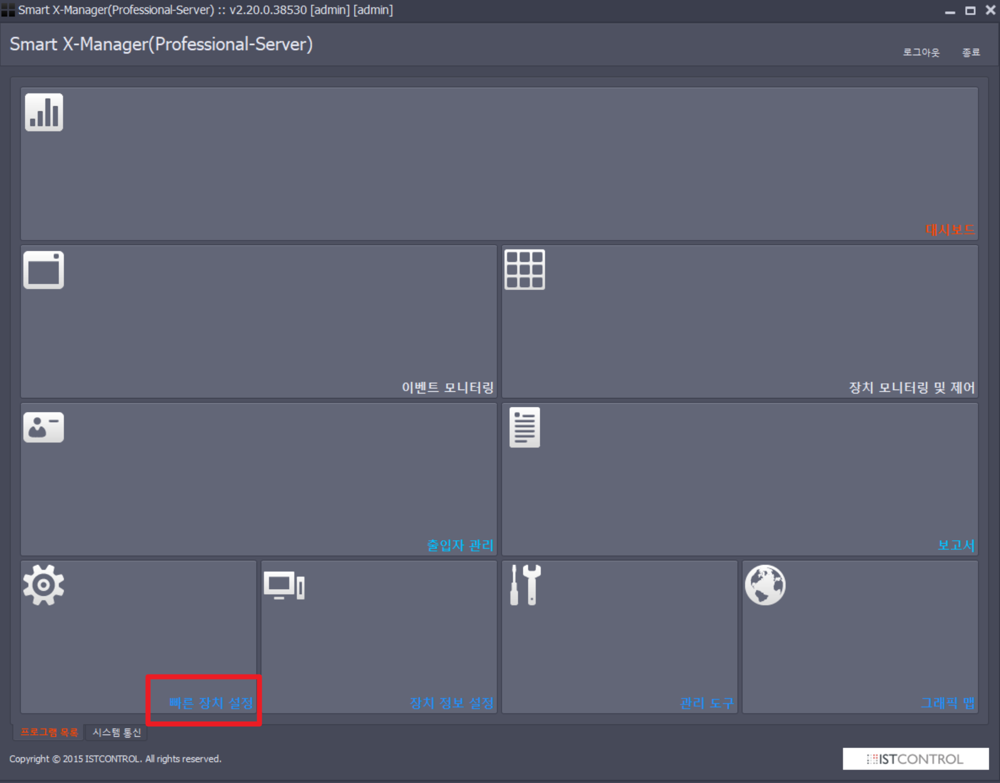 Smart X-Manager(Professional-Server) :: v2.20.0.38530 [admin] [admin]
Smart X-Manager(Professional-Server)
로그아웃 종료
대시보드
이벤트 모니터링 장치 모니터링 및 제어
출입자 관리 보고서
빠른 장치 설정 장치 정보 설정 관리 도구 그래픽 맵
프로그램 목록 시스템 통신
Copyright © 2015 ISTCONTROL. All rights reserved.
ISTCONTROL